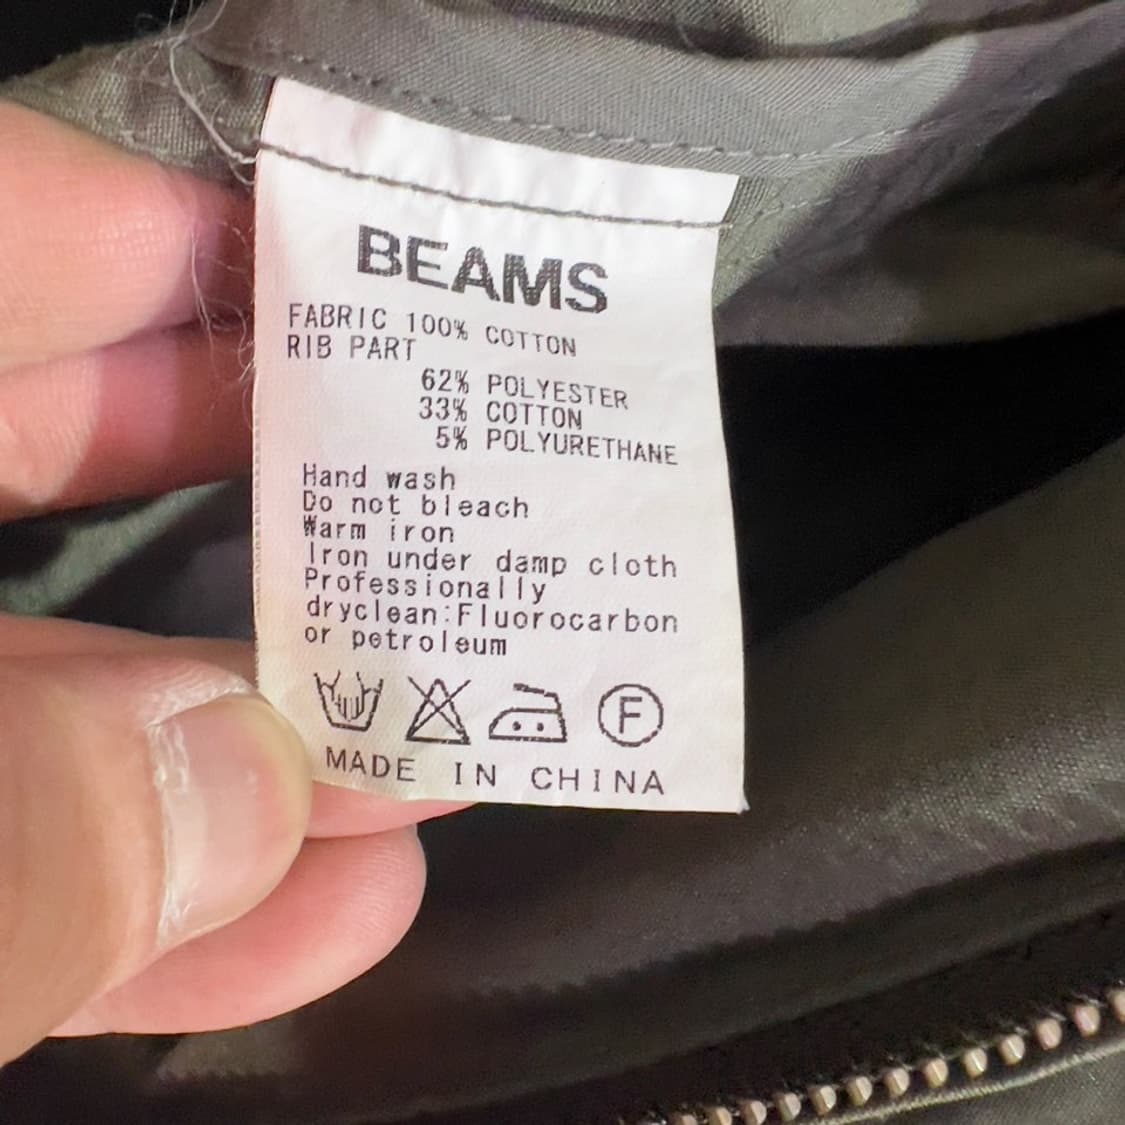 BEAMS
FABRIC 100% COTTON
RIB PART
62% POLYESTER
33% COTTON
5% POLYURETHANE
Hand wash
Do not bleach
Warm iron
Iron under damp cloth
Professionally
dryclean:Fluorocarbon
or petroleum
F
MADE IN CHINA